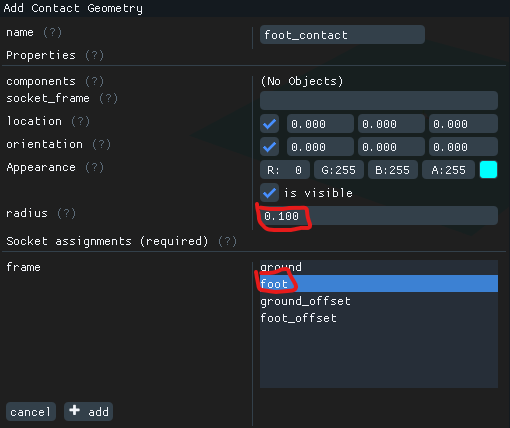 Add Contact Geometry
name (?) foot_contact
Properties (?)
components (?) (No Objects)
socket_frame (?)
location (?) 0.000 0.000 0.000
orientation (?) 0.000 0.000 0.000
Appearance (?) R: 0 G:255 B:255 A:255
is visible
radius (?) 0.100
Socket assignments (required) (?)
frame ground
foot
ground_offset
foot_offset
cancel + add